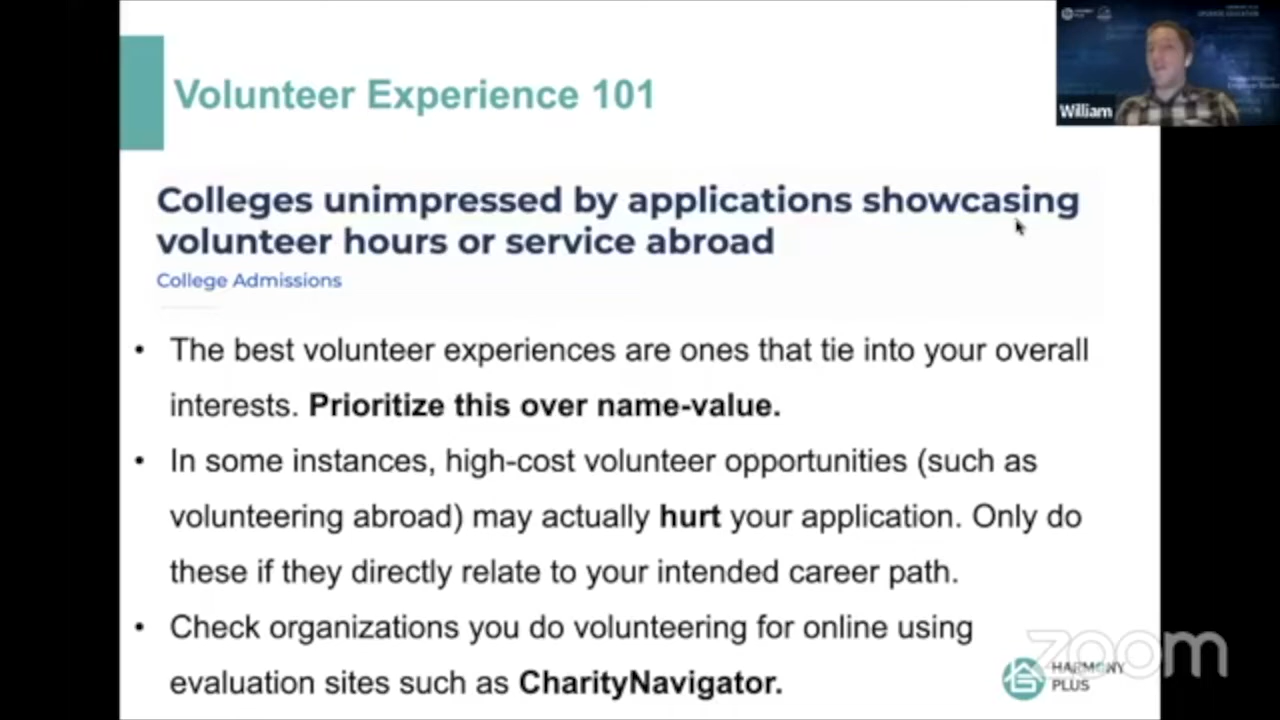 Volunteer Experience 101
William
Colleges unimpressed by applications showcasing
volunteer hours or service abroad
College Admissions
• The best volunteer experiences are ones that tie into your overall
interests. Prioritize this over name-value.
• In some instances, high-cost volunteer opportunities (such as
volunteering abroad) may actually hurt your application. Only do
these if they directly relate to your intended career path.
• Check organizations you do volunteering for online using
evaluation sites such as CharityNavigator.
zoom
HARMONY
PLUS